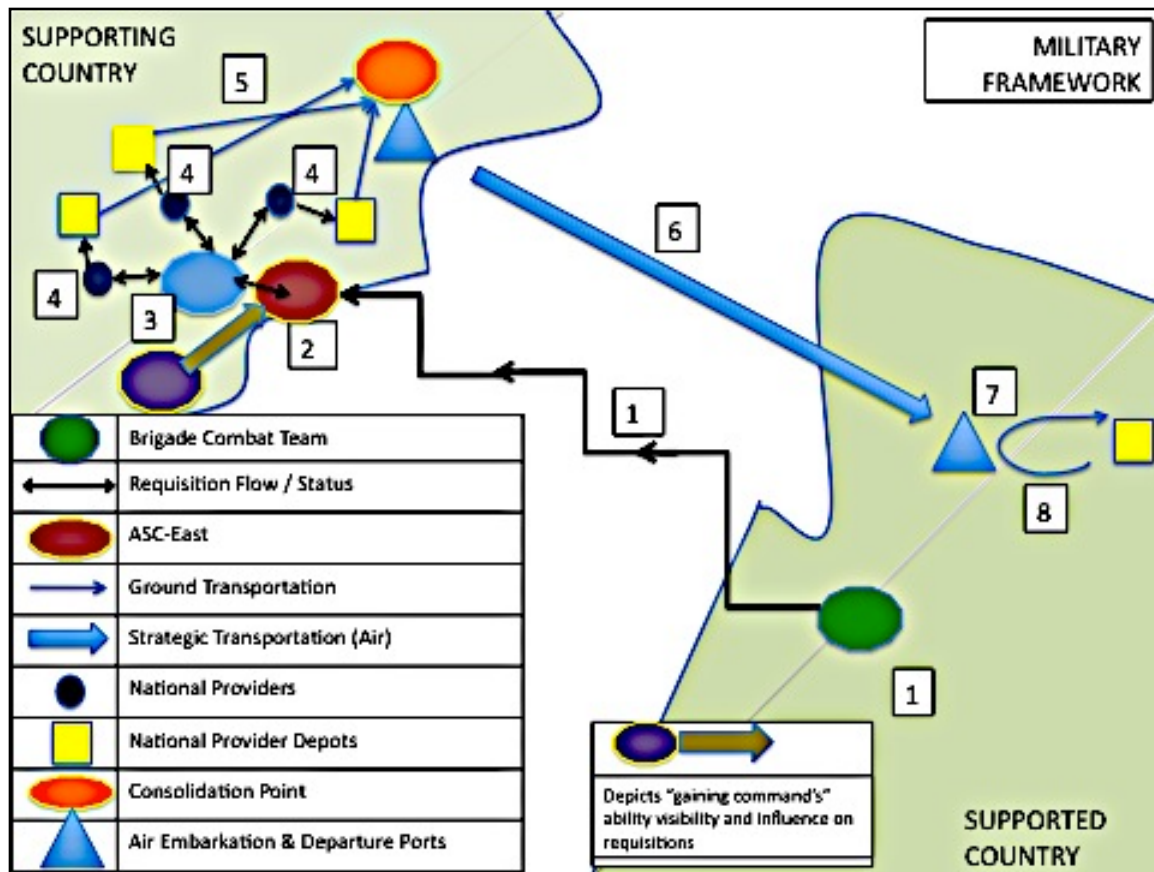 SUPPORTING
COUNTRY
MILITARY
FRAMEWORK
5
4
4
6
4
3
2
1
7
8
1
Brigade Combat Team
Requisition Flow / Status
ASC-East
Ground Transportation
Strategic Transportation (Air)
National Providers
National Provider Depots
Consolidation Point
Air Embarkation & Departure Ports
Depicts “gaining command’s”
ability visibility and influence on
requisitions
SUPPORTED
COUNTRY